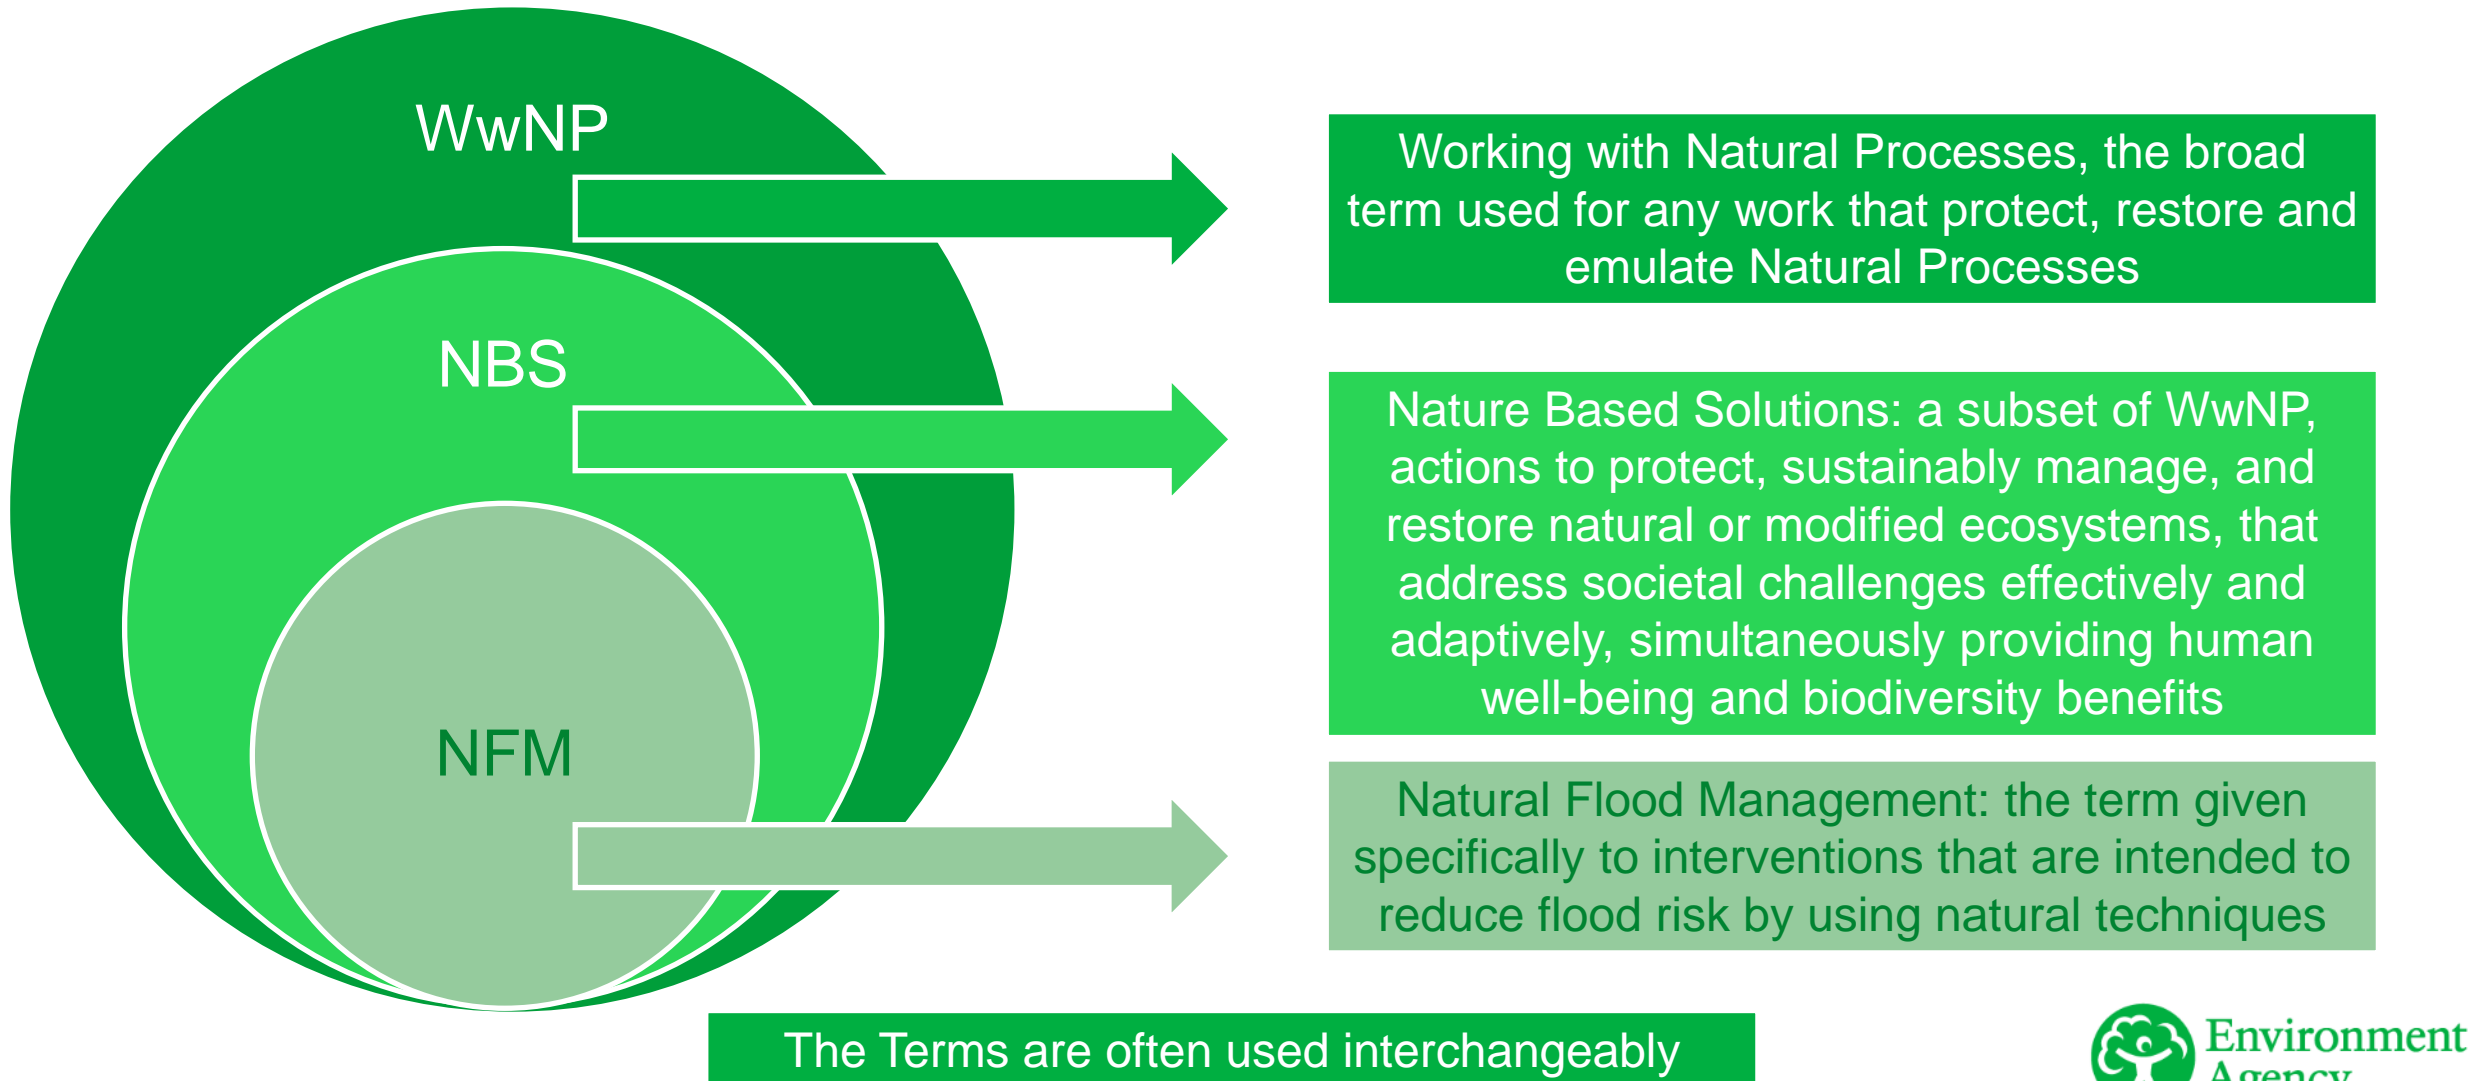 WwNP
Working with Natural Processes, the broad
term used for any work that protect, restore and
emulate Natural Processes
NBS
Nature Based Solutions: a subset of WwNP,
actions to protect, sustainably manage, and
restore natural or modified ecosystems, that
address societal challenges effectively and
adaptively, simultaneously providing human
well-being and biodiversity benefits
NFM
Natural Flood Management: the term given
specifically to interventions that are intended to
reduce flood risk by using natural techniques
The Terms are often used interchangeably
Environment
Agency